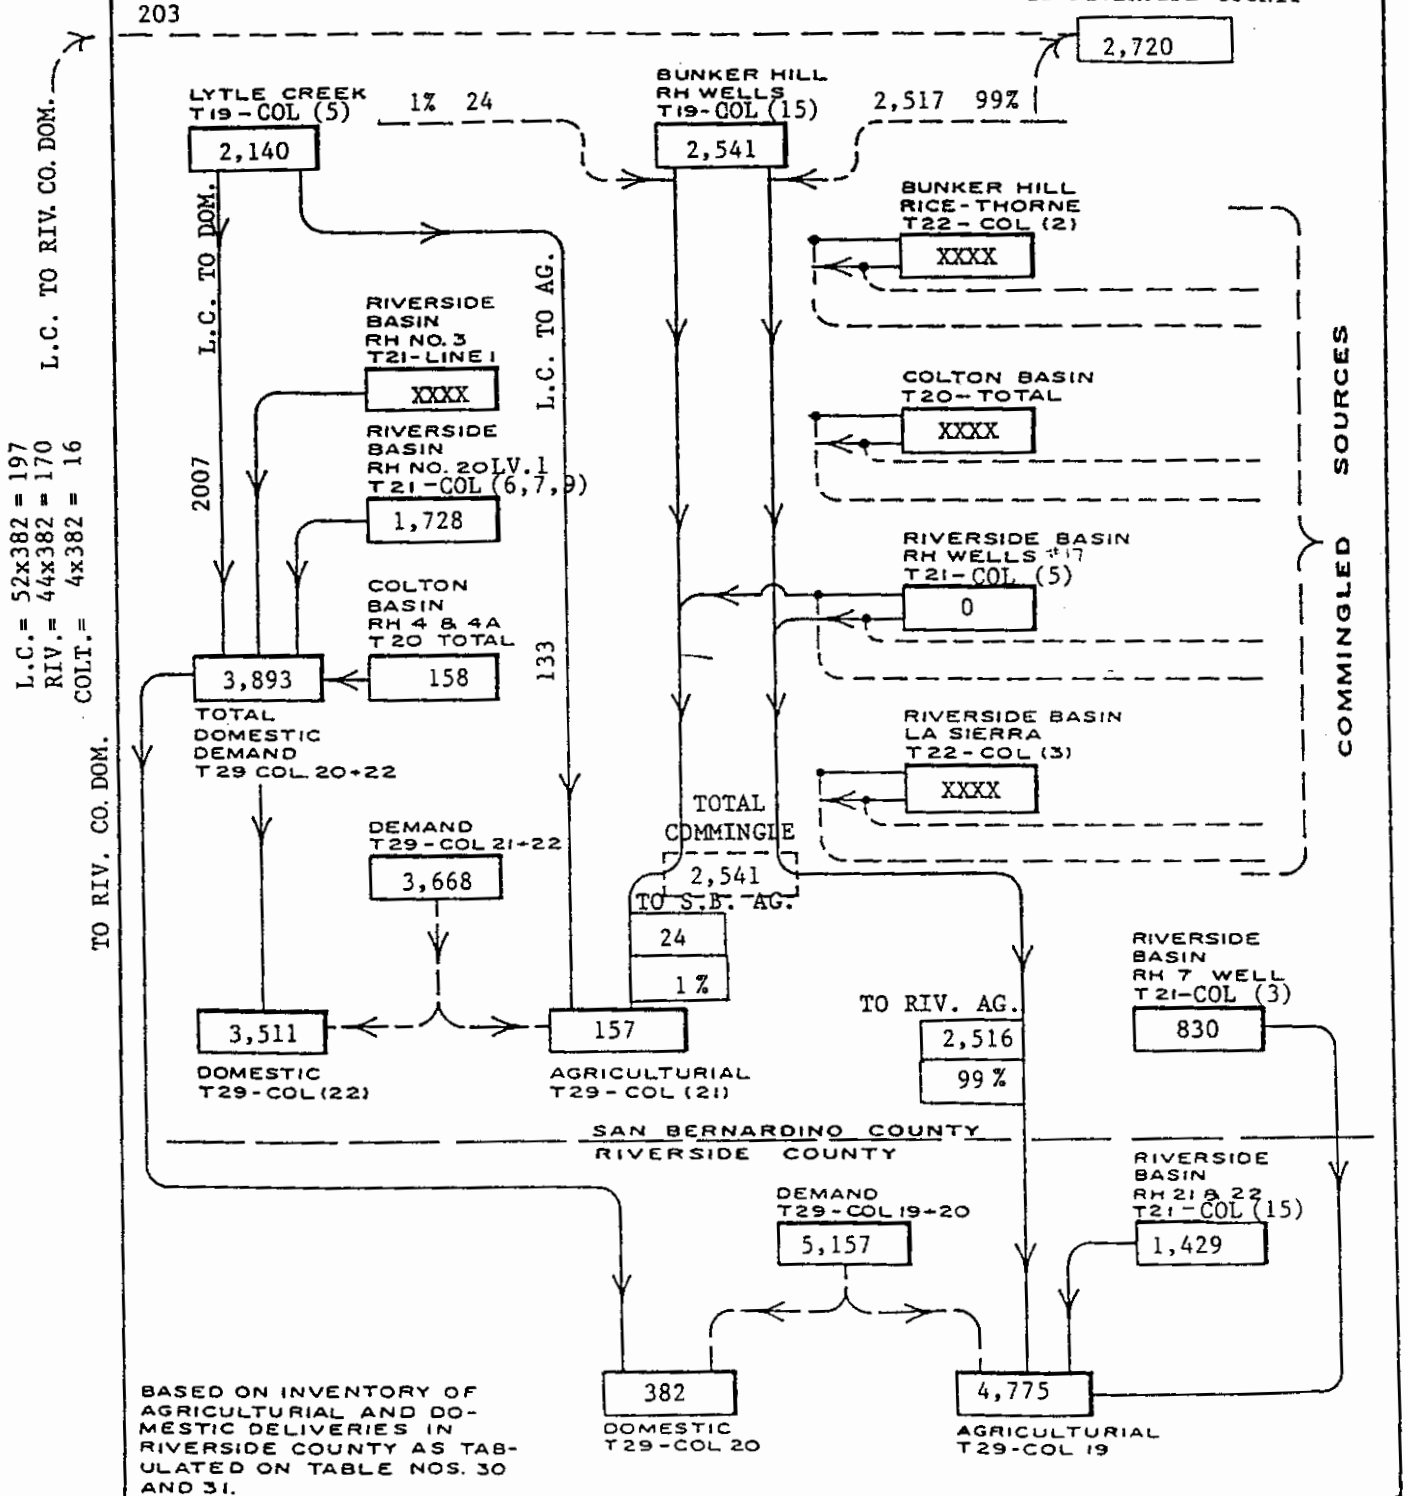 203
2,720
LYTLE CREEK
T19-COL (5)
2,140
1% 24
BUNKER HILL
RH WELLS
T19-COL (15)
2,541
2,517 99%
BUNKER HILL
RICE-THORNE
T22-COL (2)
XXXX
L.C. TO RIV. CO. DOM.
L.C. TO DOM.
L.C. TO AG.
RIVERSIDE
BASIN
RH NO. 3
T21-LINE 1
XXXX
COLTON BASIN
T20-TOTAL
XXXX
COMMINGLED SOURCES
RIVERSIDE
BASIN
RH NO. 20 LV.1
T21-COL (6,7,9)
1,728
2007
L.C.= 52x382 = 197
RIV.= 44x382 = 170
COLT.= 4x382 = 16
RIVERSIDE BASIN
RH WELLS #17
T21-COL (5)
0
COLTON
BASIN
RH 4 & 4A
T20 TOTAL
158
133
3,893
TOTAL
DOMESTIC
DEMAND
T29 COL. 20+22
RIVERSIDE BASIN
LA SIERRA
T22-COL (3)
XXXX
TO RIV. CO. DOM.
DEMAND
T29-COL 21+22
3,668
TOTAL
COMMINGLE
2,541
TO S.B. AG.
24
1%
RIVERSIDE
BASIN
RH 7 WELL
T21-COL (3)
830
TO RIV. AG.
2,516
99%
3,511
DOMESTIC
T29-COL (22)
157
AGRICULTURIAL
T29-COL (21)
SAN BERNARDINO COUNTY
RIVERSIDE COUNTY
RIVERSIDE
BASIN
RH 21 & 22
T21-COL (15)
1,429
DEMAND
T29-COL 19+20
5,157
382
DOMESTIC
T29-COL 20
4,775
AGRICULTURIAL
T29-COL 19
BASED ON INVENTORY OF
AGRICULTURIAL AND DO-
MESTIC DELIVERIES IN
RIVERSIDE COUNTY AS TAB-
ULATED ON TABLE NOS. 30
AND 31.